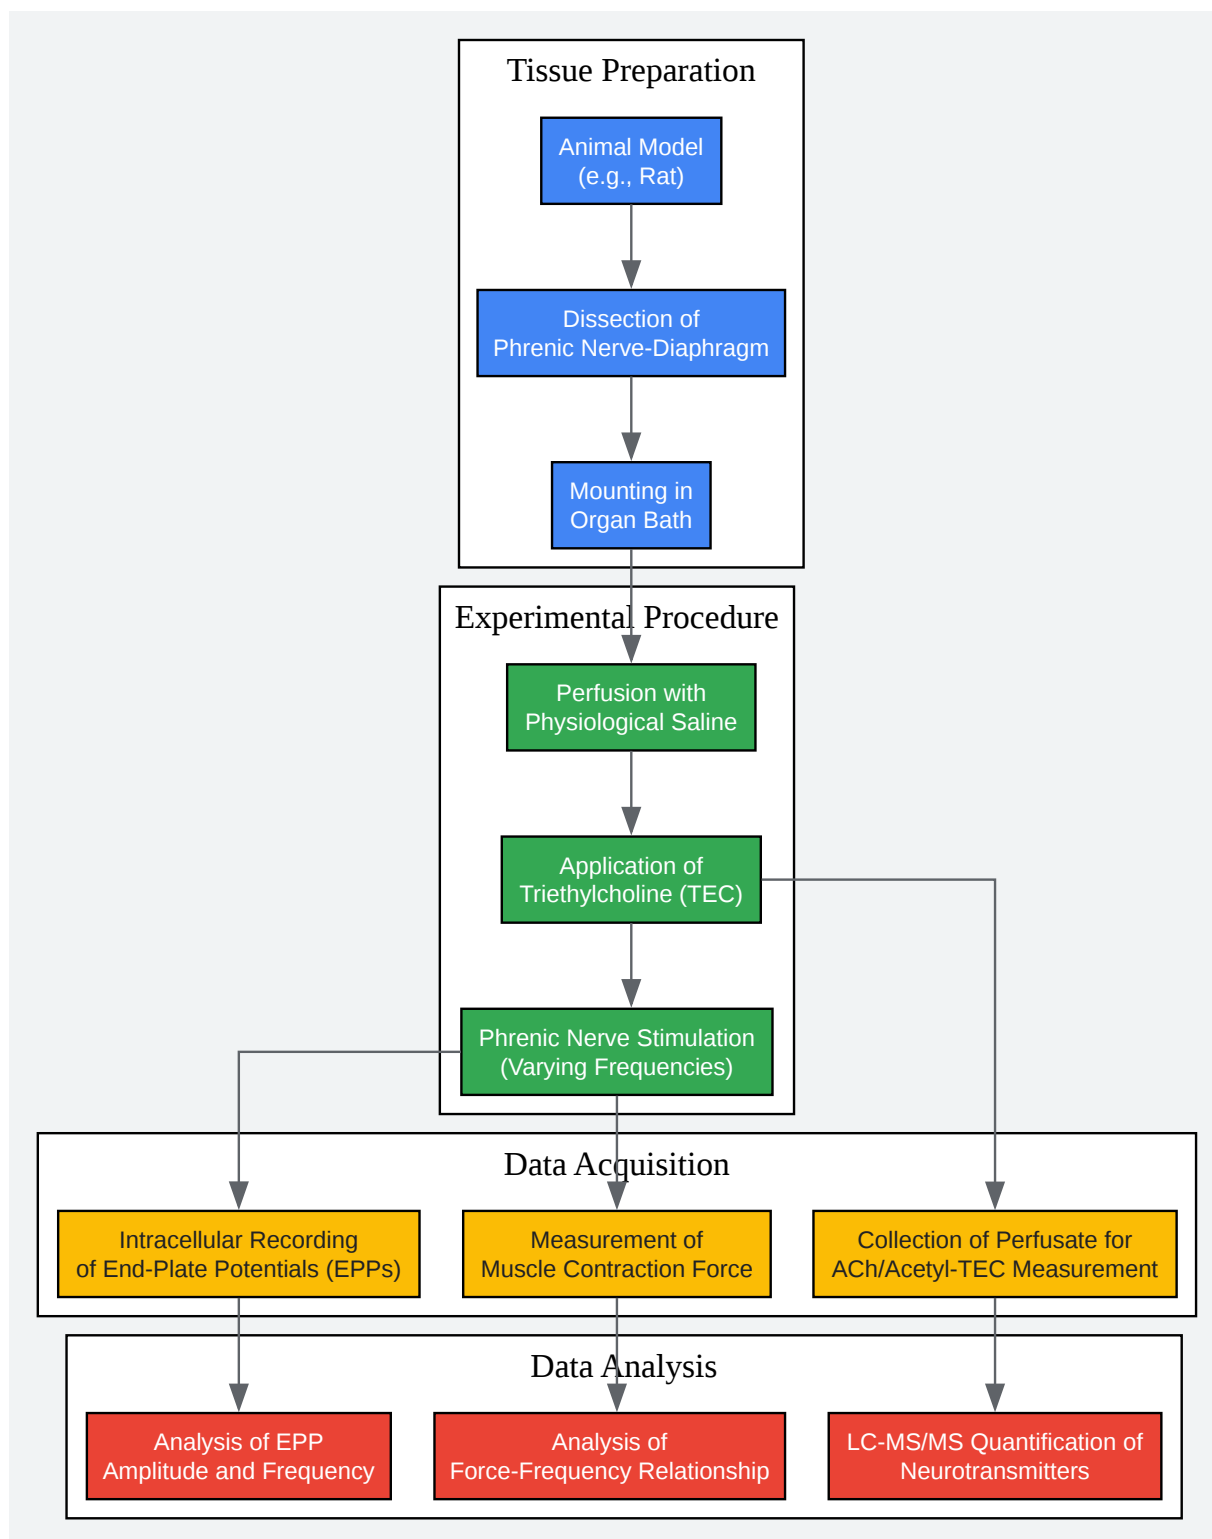 Tissue Preparation
Animal Model
(e.g., Rat)
Dissection of
Phrenic Nerve-Diaphragm
Mounting in
Organ Bath
Experimental Procedure
Perfusion with
Physiological Saline
Application of
Triethylcholine (TEC)
Phrenic Nerve Stimulation
(Varying Frequencies)
Data Acquisition
Intracellular Recording
of End-Plate Potentials (EPPs)
Measurement of
Muscle Contraction Force
Collection of Perfusate for
ACh/Acetyl-TEC Measurement
Data Analysis
Analysis of EPP
Amplitude and Frequency
Analysis of
Force-Frequency Relationship
LC-MS/MS Quantification of
Neurotransmitters